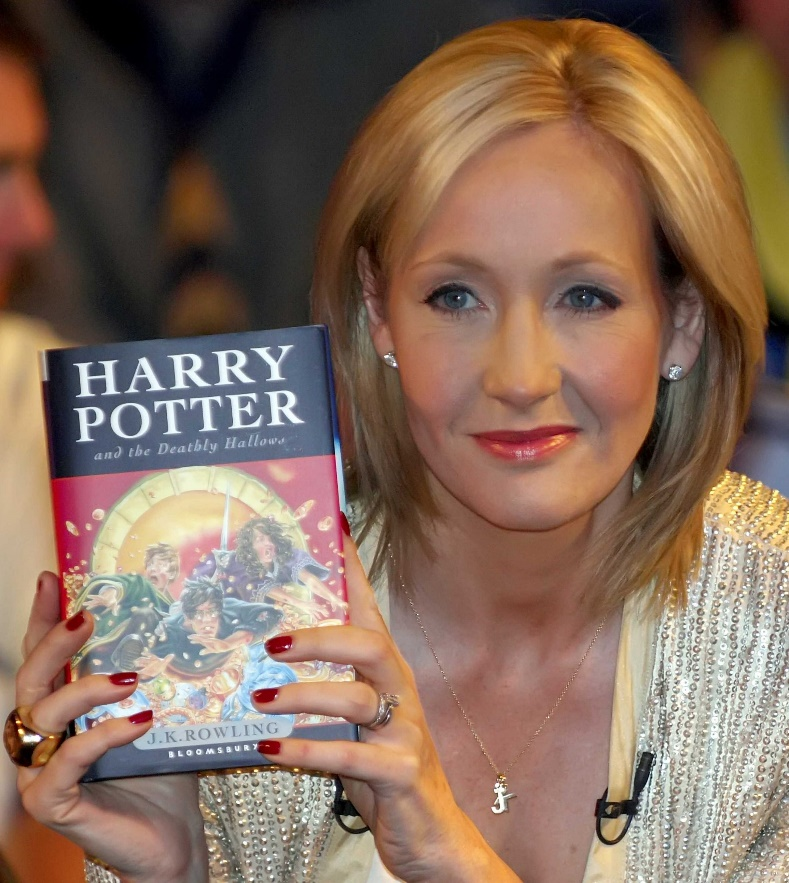 HARRY
POTTER
and the Deathly Hallows
J.K.ROWLING
BLOOMSBURY